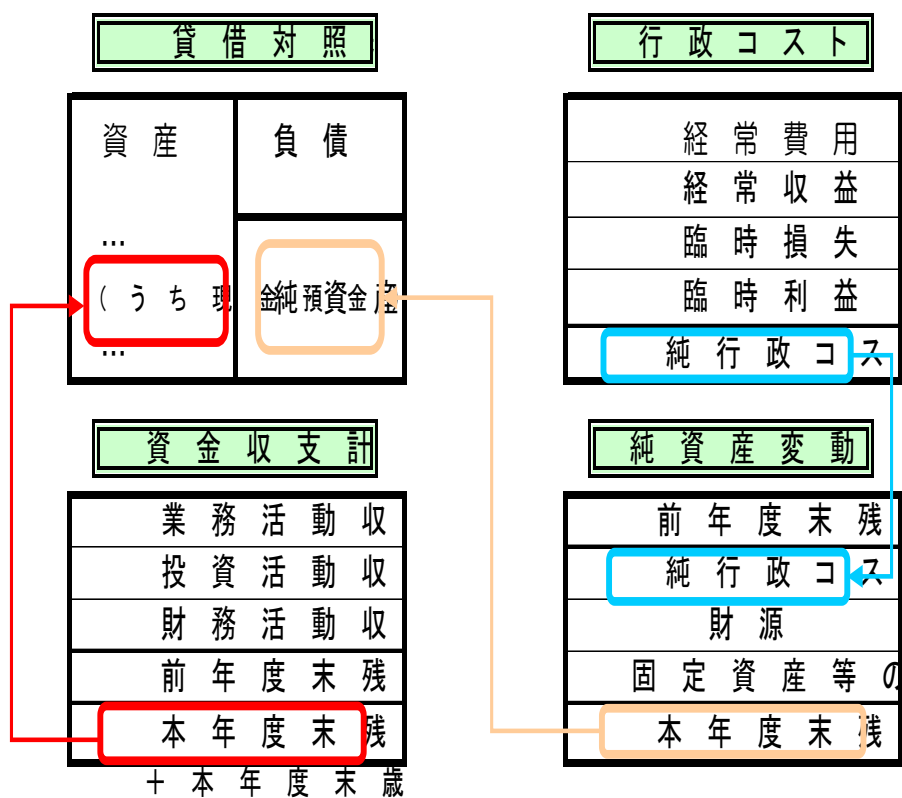 貸借対照
資産
負債
…
(うち現金預金
純資産
…
行政コスト
経常費用
経常収益
臨時損失
臨時利益
純行政コス
資金収支計
業務活動収
投資活動収
財務活動収
前年度末残
本年度末残
+本年度末歳
純資産変動
前年度末残
純行政コス
財源
固定資産等の
本年度末残